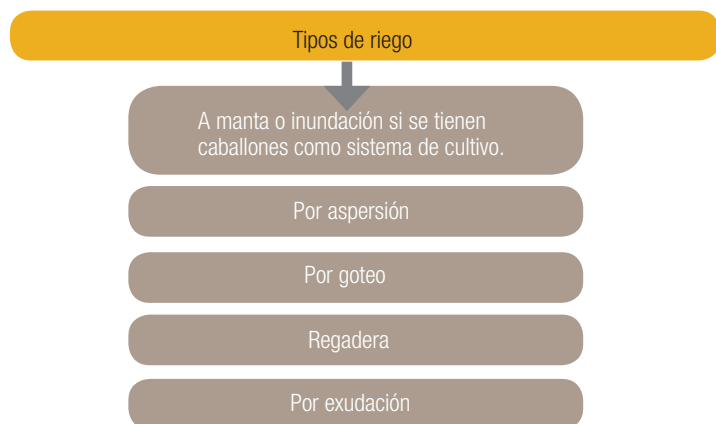 Tipos de riego
A manta o inundación si se tienen
caballones como sistema de cultivo.
Por aspersión
Por goteo
Regadera
Por exudación